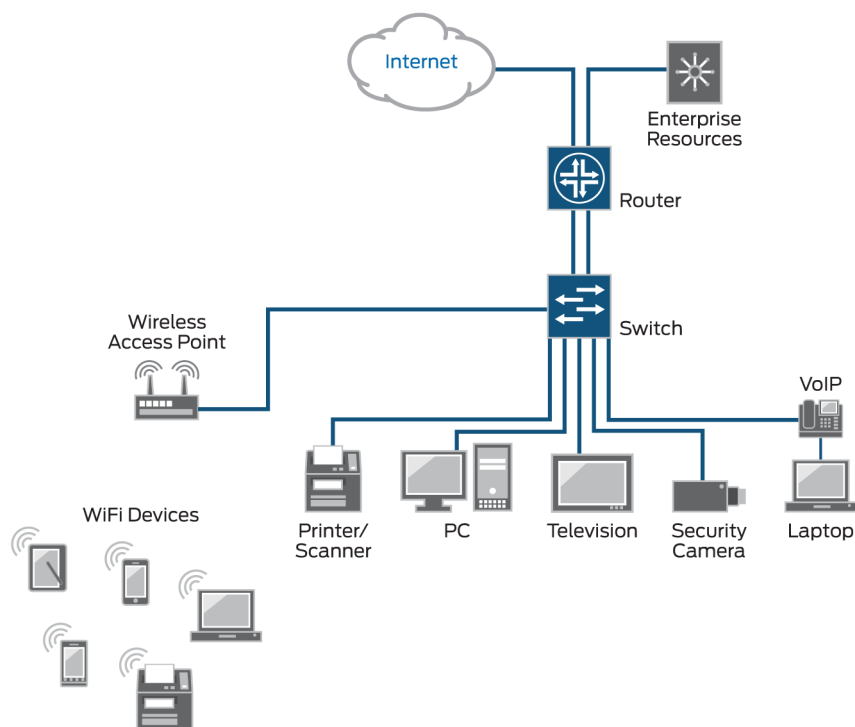 Internet
Enterprise
Resources
Router
Switch
Wireless
Access Point
VoIP
WiFi Devices
Printer/
Scanner
PC
Television
Security
Camera
Laptop